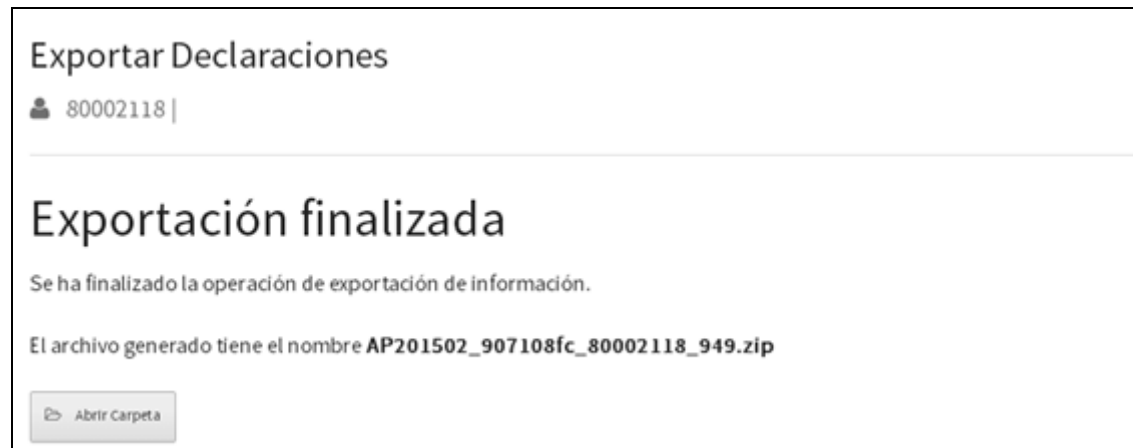 Exportar Declaraciones
80002118 |
Exportación finalizada
Se ha finalizado la operación de exportación de información.
El archivo generado tiene el nombre AP201502_907108fc_80002118_949.zip
Abrir Carpeta